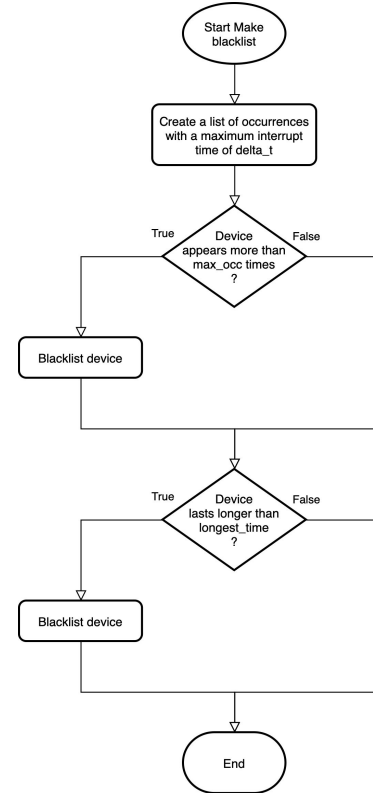 Start Make
blacklist
Create a list of occurrences
with a maximum interrupt
time of delta_t
True
Device
appears more than
max_occ times
?
False
Blacklist device
True
Device
lasts longer than
longest_time
?
False
Blacklist device
End